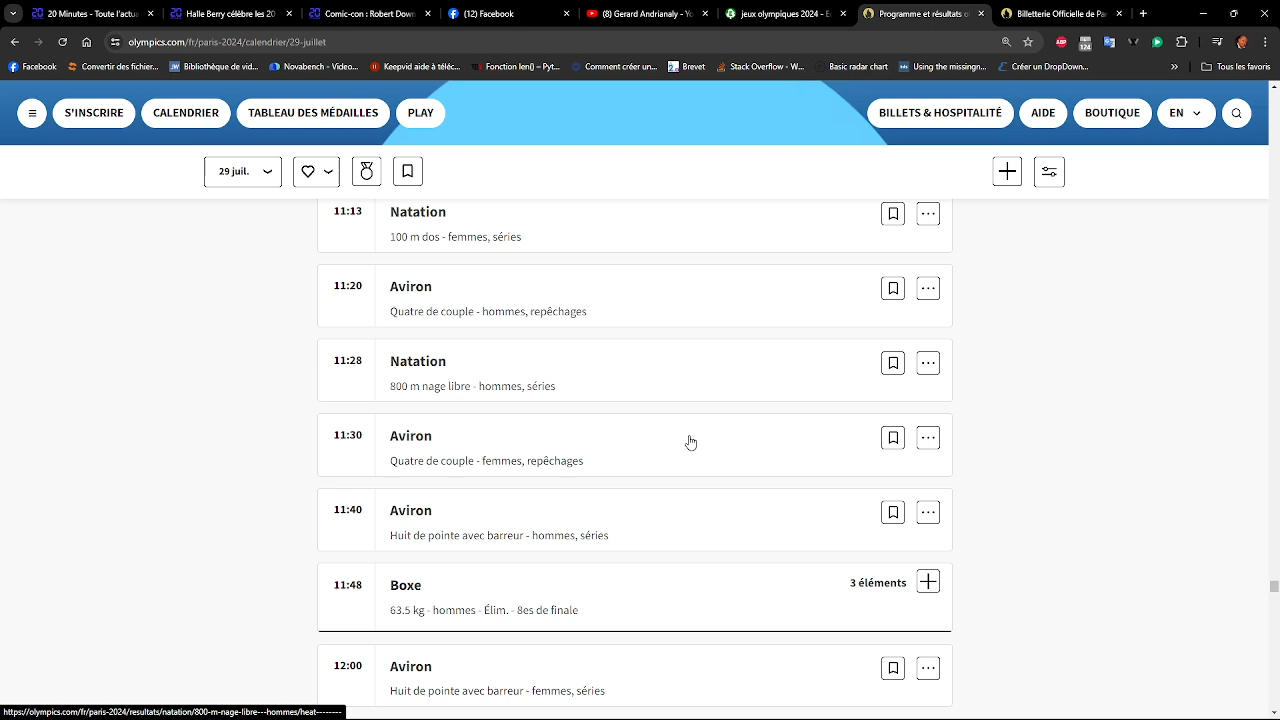 20 Minutes - Toute l'actua
Halle Berry célèbre les 20
Comic-con : Robert Down
(12) Facebook
(8) Gerard Andrianaly - Yo
jeux olympiques 2024 - Ec
Programme et résultats ol
Billetterie Officielle de Pa
olympics.com/fr/paris-2024/calendrier/29-juillet
ABP
124
Facebook
Convertir des fichier...
Bibliothèque de vid...
Novabench - Video...
Keepvid aide à téléc...
Fonction len() – Pyt...
Comment créer un...
Brevet
Stack Overflow - W...
Basic radar chart
Using the missing...
Créer un DropDown...
Tous les favoris
S'INSCRIRE
CALENDRIER
TABLEAU DES MÉDAILLES
PLAY
BILLETS & HOSPITALITÉ
AIDE
BOUTIQUE
EN
29 juil.
11:13
Natation
100 m dos - femmes, séries
11:20
Aviron
Quatre de couple - hommes, repêchages
11:28
Natation
800 m nage libre - hommes, séries
11:30
Aviron
Quatre de couple - femmes, repêchages
11:40
Aviron
Huit de pointe avec barreur - hommes, séries
11:48
Boxe
3 éléments
63.5 kg - hommes - Élim. - 8es de finale
12:00
Aviron
Huit de pointe avec barreur - femmes, séries
https://olympics.com/fr/paris-2024/resultats/natation/800-m-nage-libre---hommes/heat--------